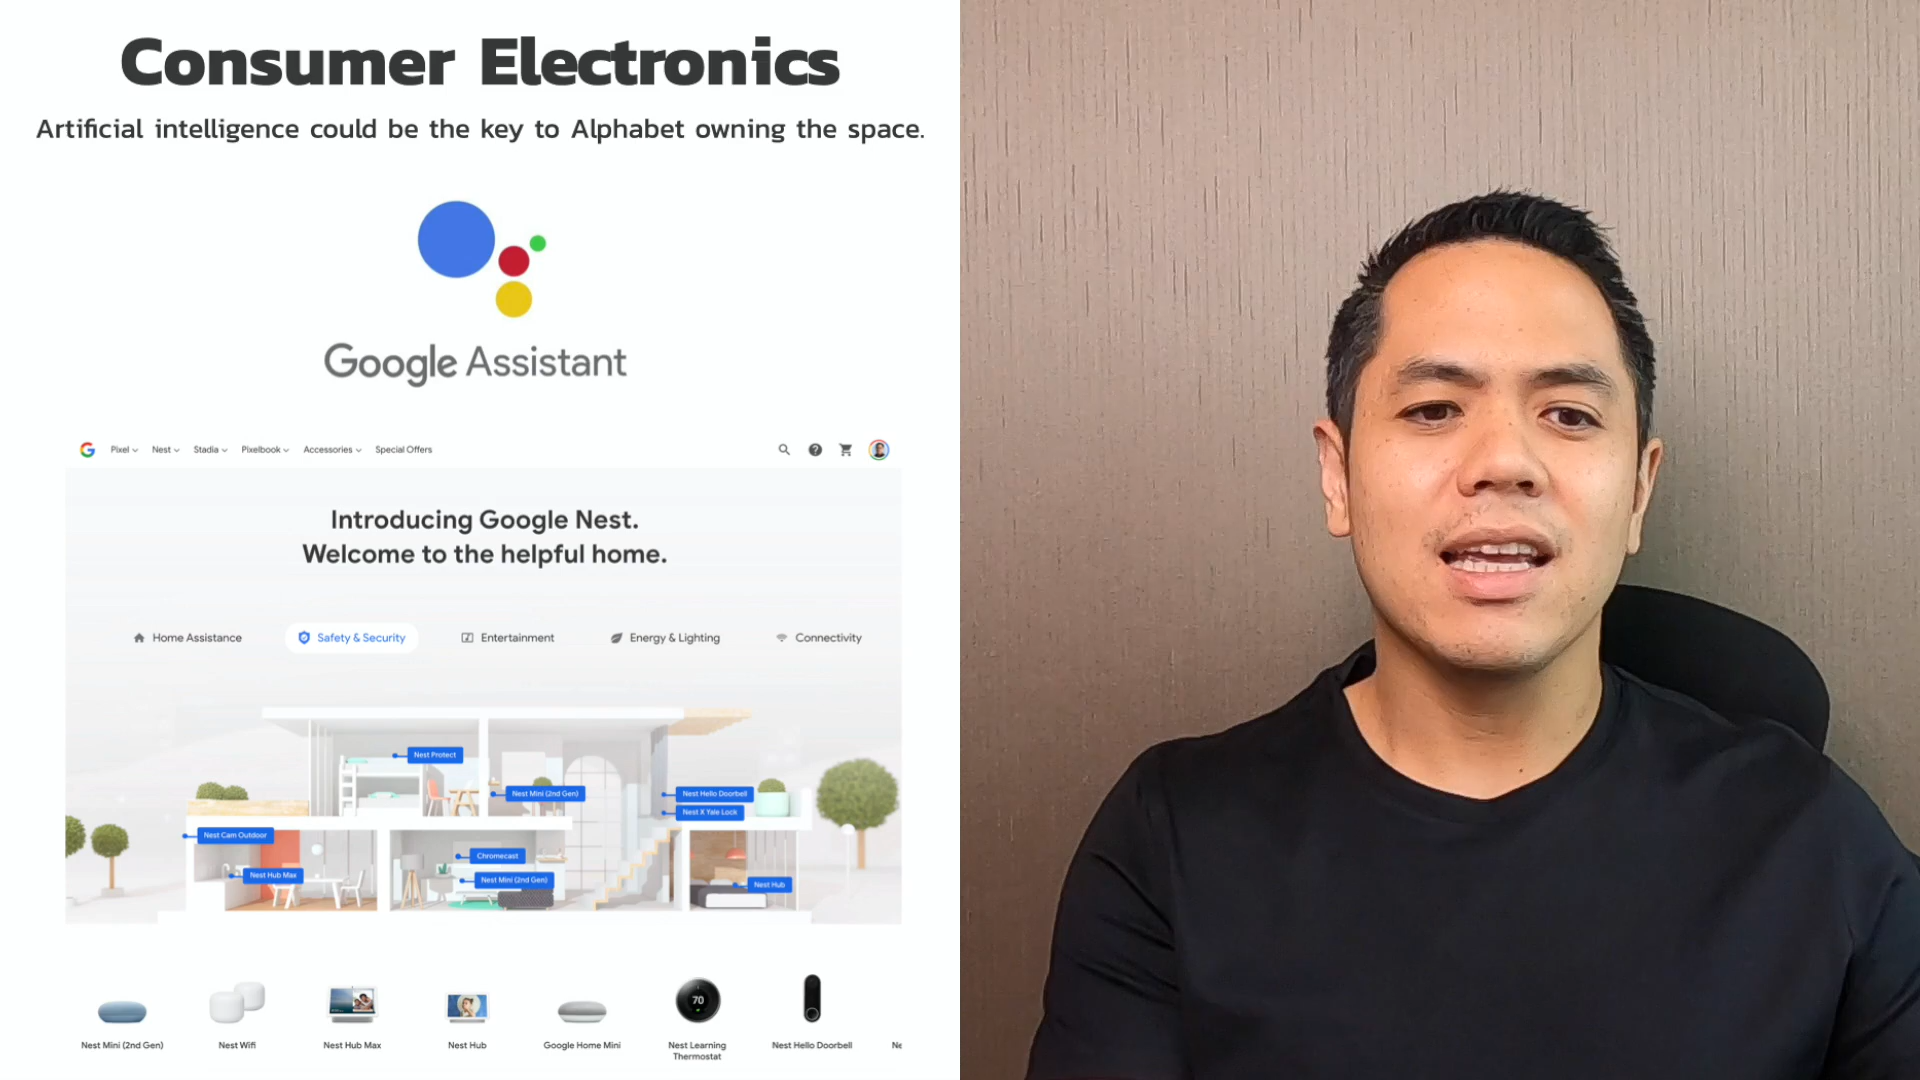 Consumer Electronics
Artificial intelligence could be the key to Alphabet owning the space.
Google Assistant
Pixel Nest Stadia Pixelbook Accessories Special Offers
Introducing Google Nest.
Welcome to the helpful home.
Home Assistance Safety & Security Entertainment Energy & Lighting Connectivity
Nest Protect
Nest Mini (2nd Gen) Nest Hello Doorbell
Nest X Yale Lock
Nest Cam Outdoor
Chromecast
Nest Hub Max Nest Mini (2nd Gen) Nest Hub
70
Nest Mini (2nd Gen) Nest Wifi Nest Hub Max Nest Hub Google Home Mini Nest Learning Nest Hello Doorbell Ne
Thermostat